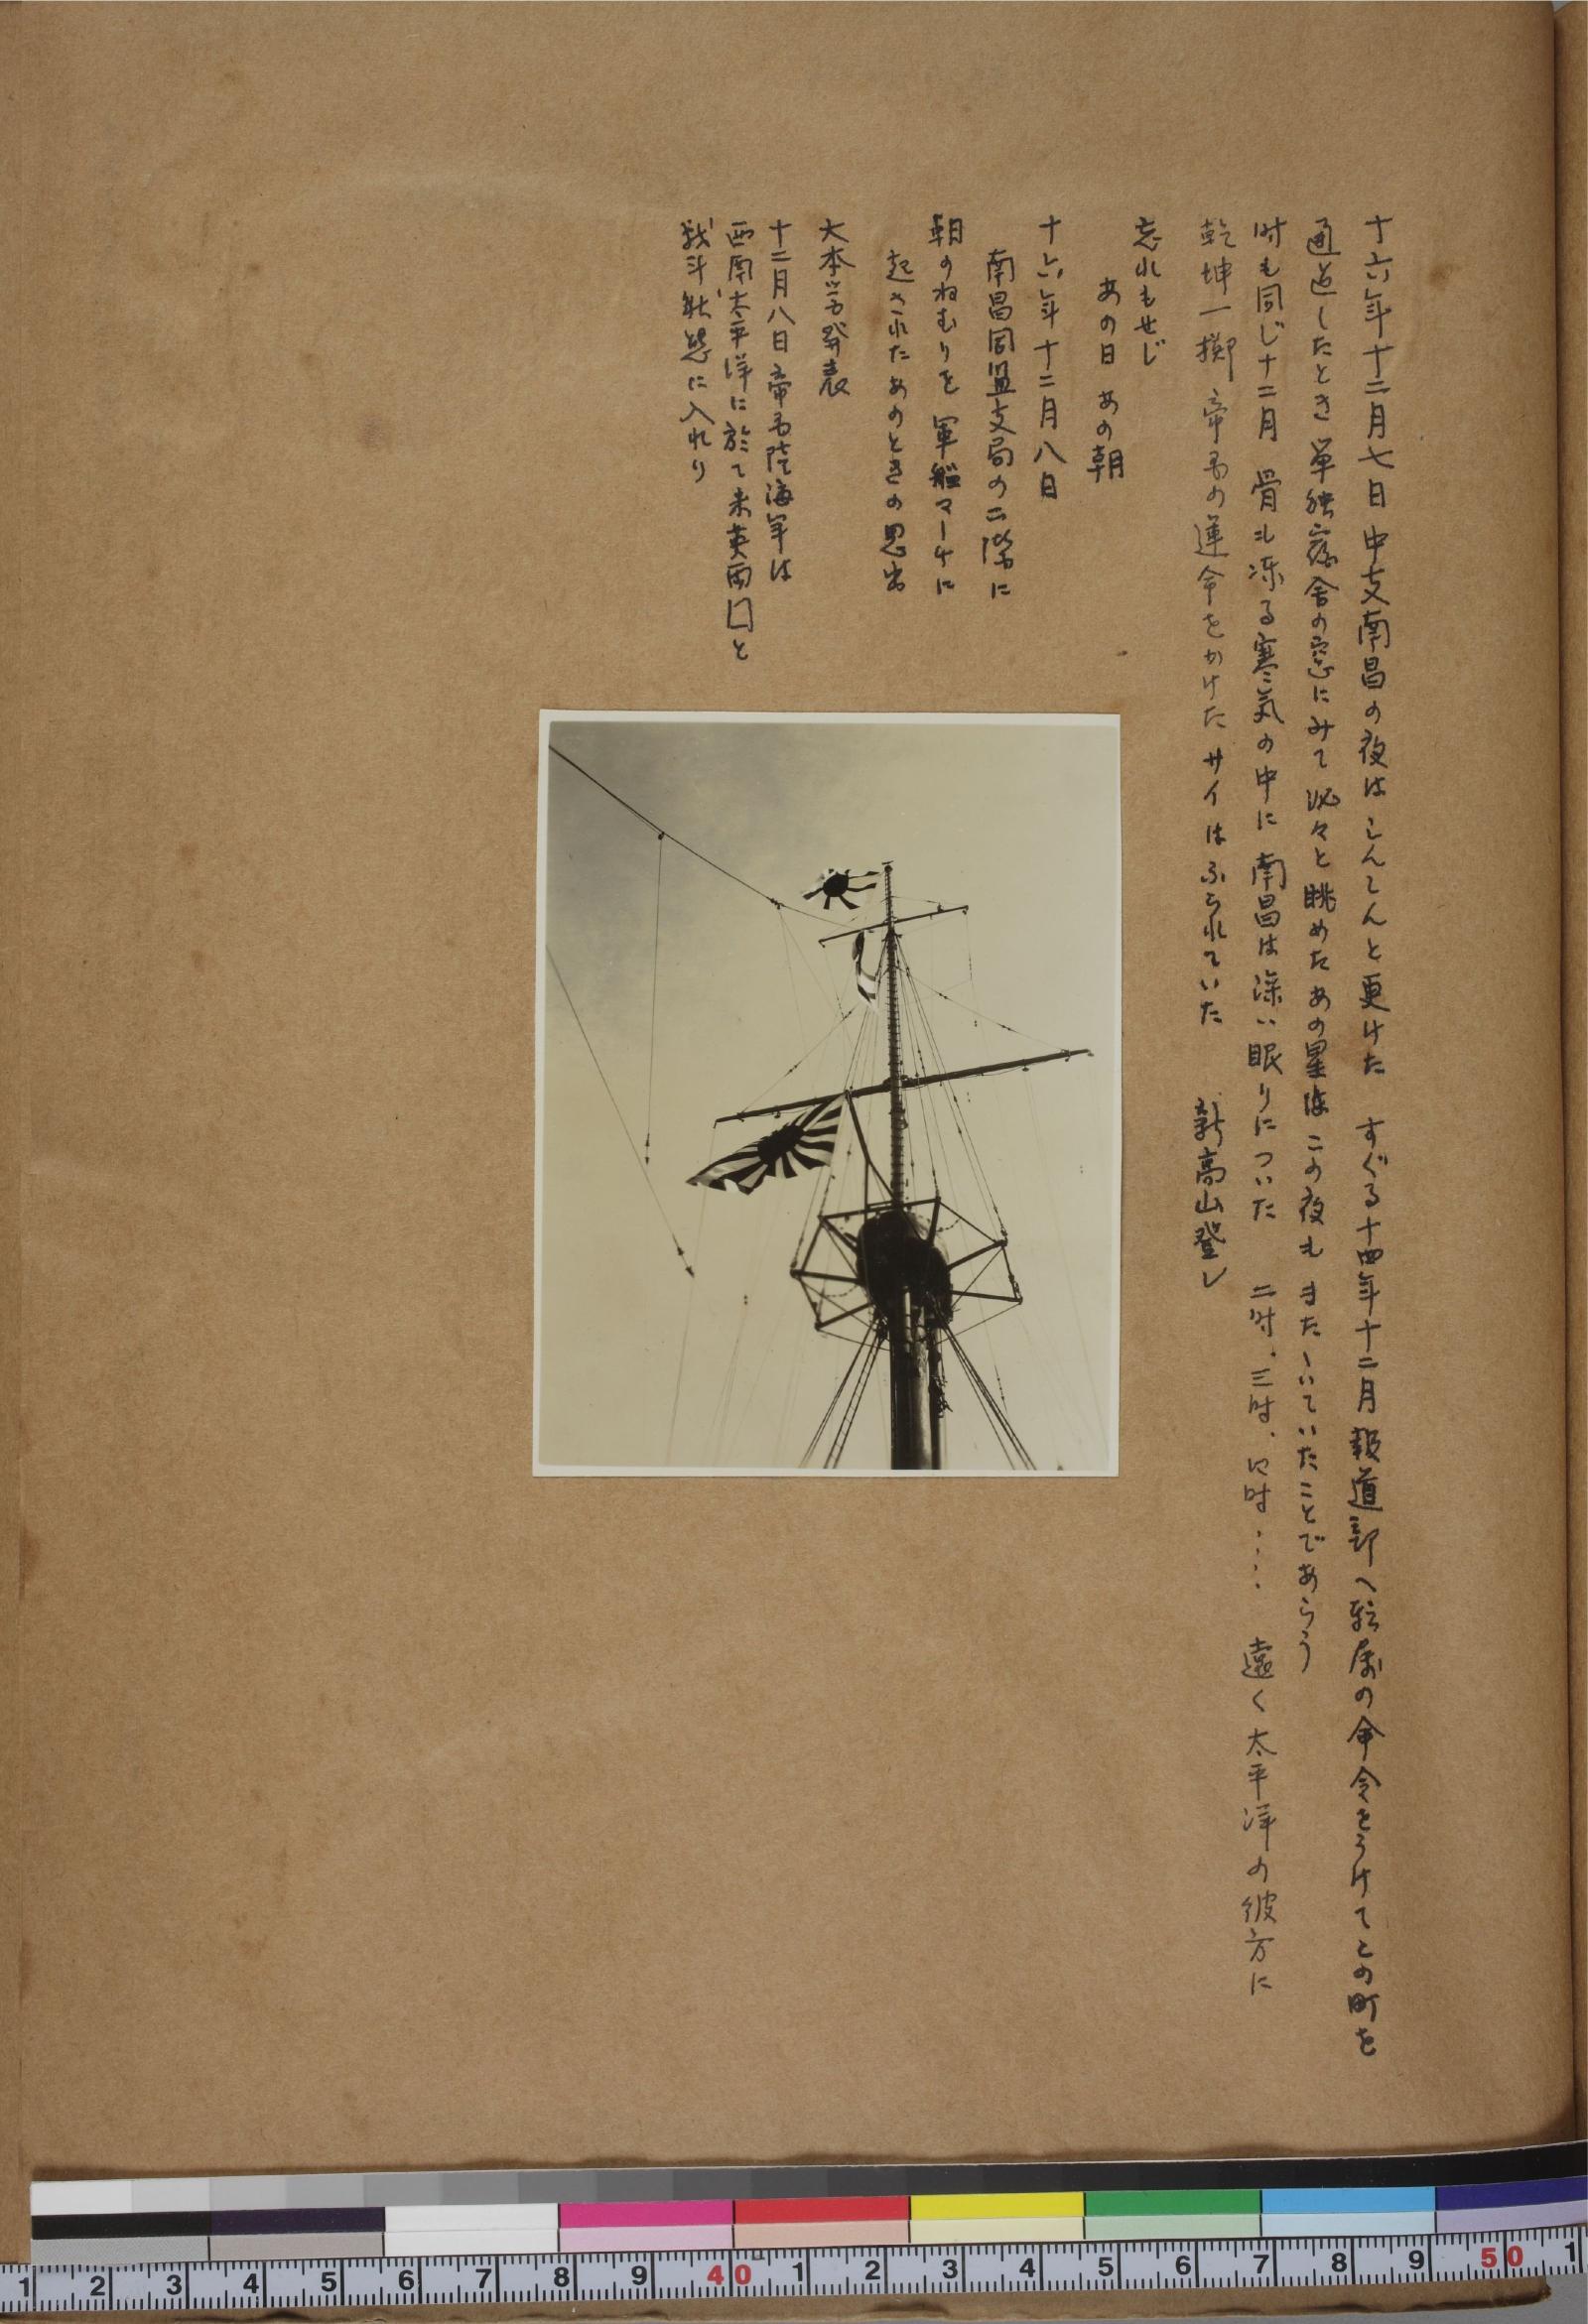 十六年十二月七日 中支南昌の夜はしんしんと更けた すぐる十四年十二月 報道部へ転属の命令をうけてこの町を
通過したとき 単独宿舎の窓にみて 泌々と眺めたあの星は この夜も またゝいていたことであらう
时も同じ十二月 骨も凍る寒気の中に 南昌は深い眠りについた 二时、三时、四时・・・・ 遠く太平洋の彼方に
乾坤一擲 帝国の運命をかけたサイはふられていた 新高山登レ
忘れもせじ
あの日 あの朝
十六年十二月八日
南昌同盟支局の二階に
朝のねむりを 軍艦マーチに
起されたあのときの思出
大本営発表
十二月八日 帝国陸海軍は
西南太平洋に於て米英両国と
戦斗状態に入れり
1 2 3 4 5 6 7 8 9 40 1 2 3 4 5 6 7 8 9 50 1